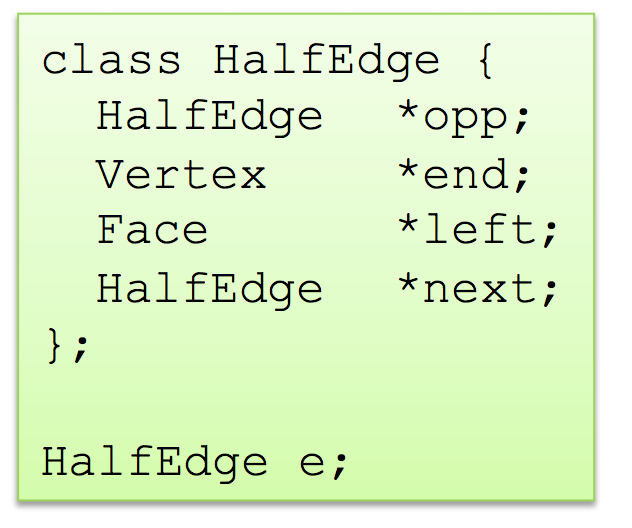 class HalfEdge {
  HalfEdge   *opp;
  Vertex     *end;
  Face       *left;
  HalfEdge   *next;
};
HalfEdge e;